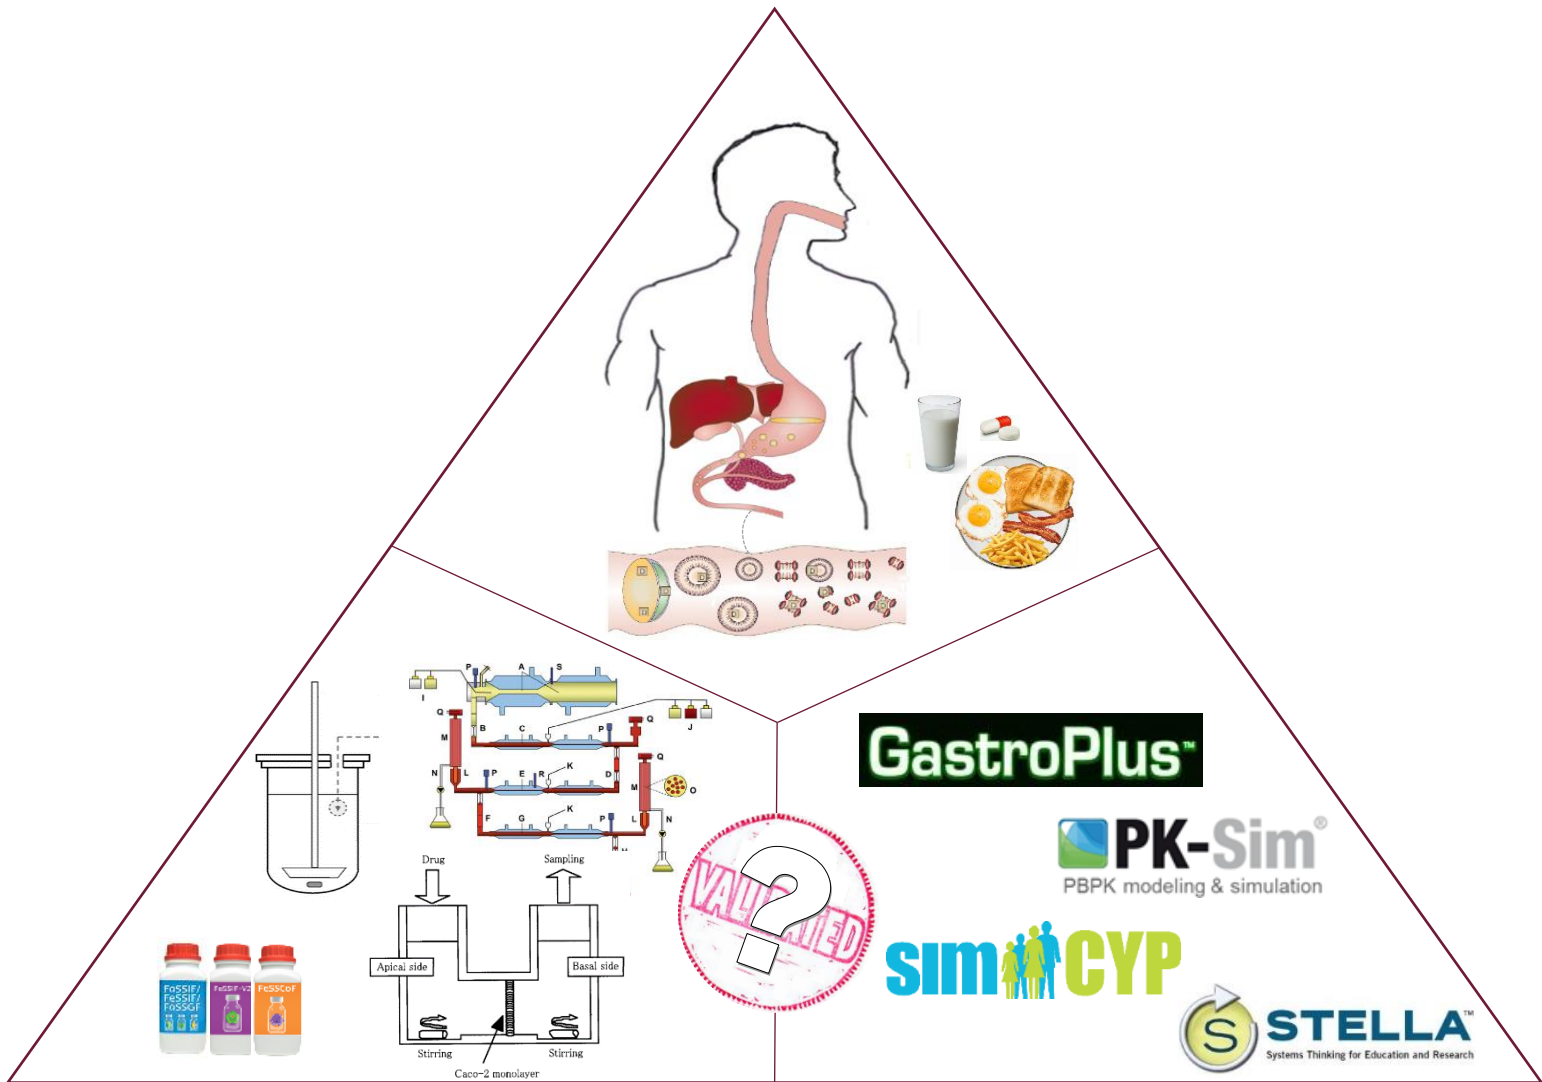 P
A
S
I
Q
B
C
P
Q
J
M
N
L
P
E
R
K
D
Q
M
O
F
G
K
P
L
N
Drug
Sampling
Apical side
Basal side
Stirring
Stirring
Caco-2 monolayer
FaSSIF/
FeSSIF/
FaSSGF
FeSSIF-V2
FeSSCoF
VALIDATED
?
GastroPlus™
PK-Sim®
PBPK modeling & simulation
simCYP
S
STELLA™
Systems Thinking for Education and Research